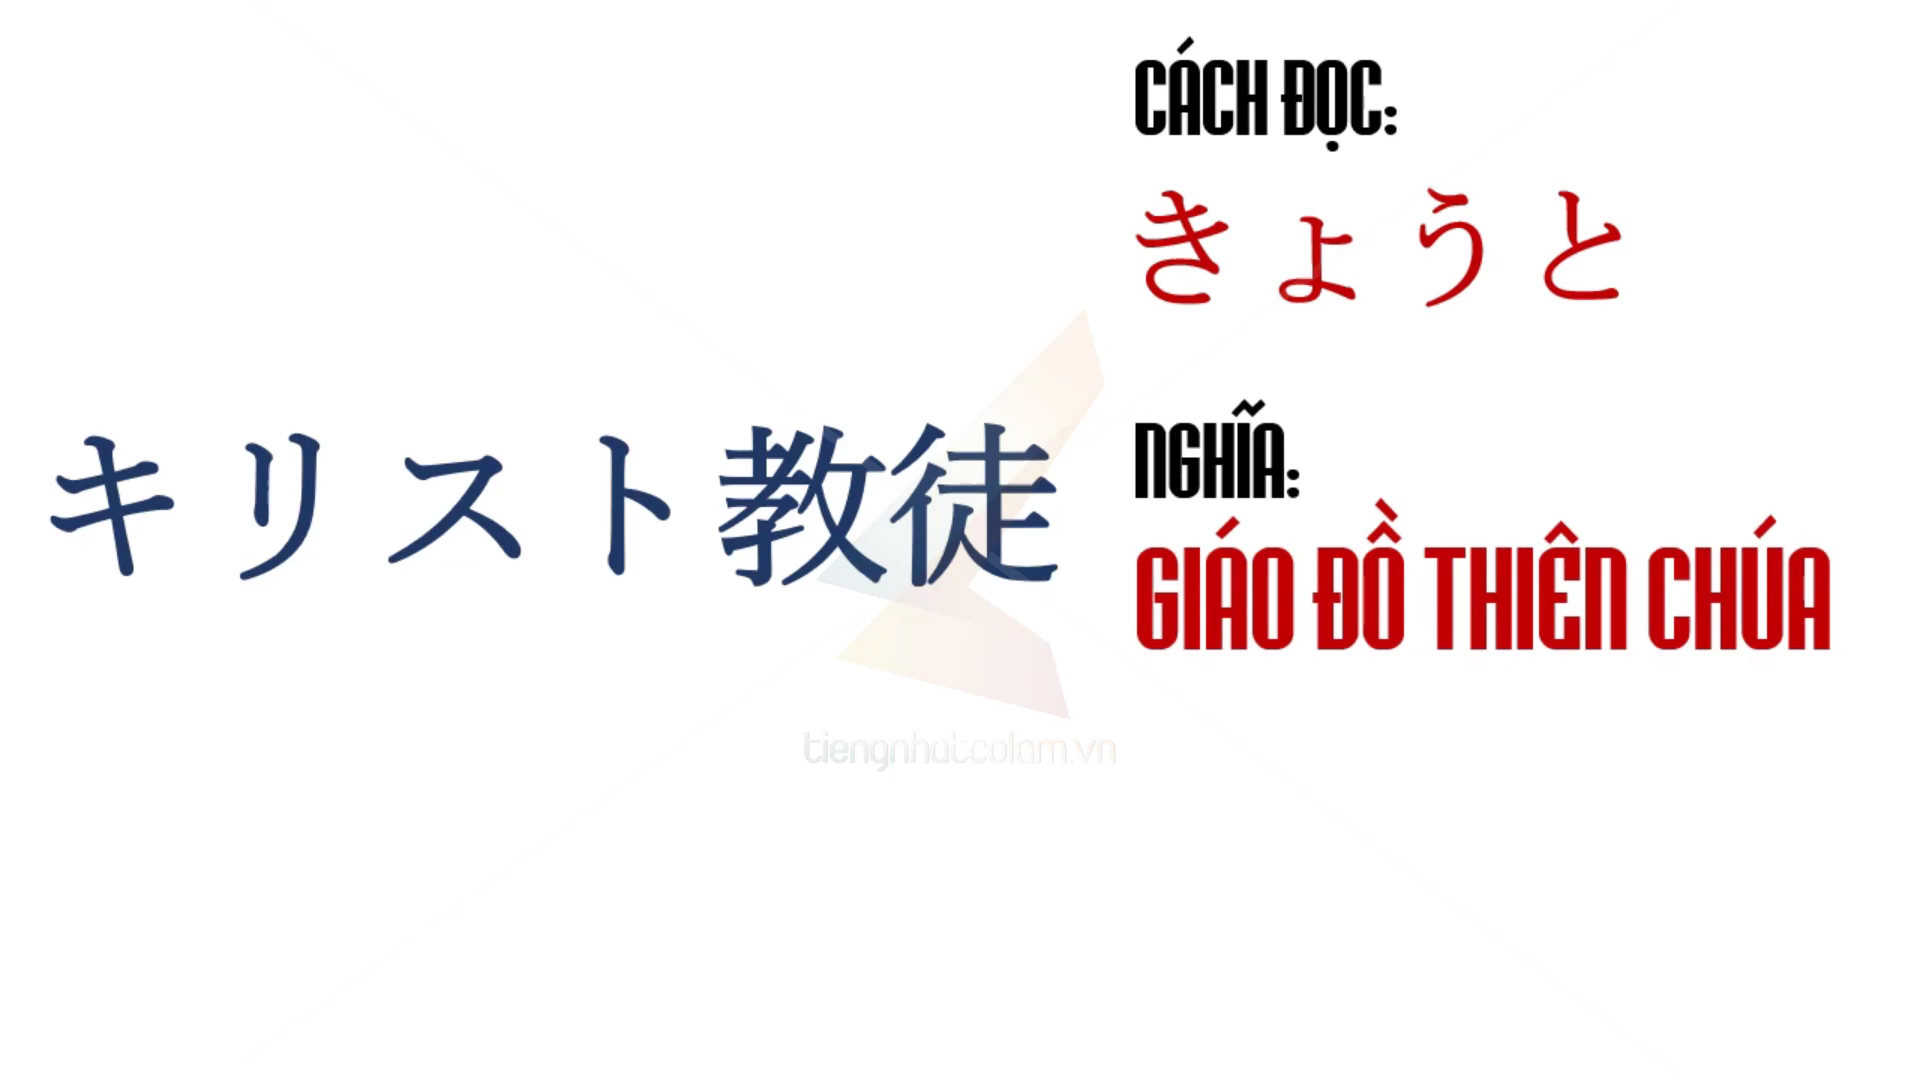 キリスト教徒
CÁCH ĐỌC:
きょうと
NGHĨA:
GIÁO ĐỒ THIÊN CHÚA
tiengnhatcolam.vn